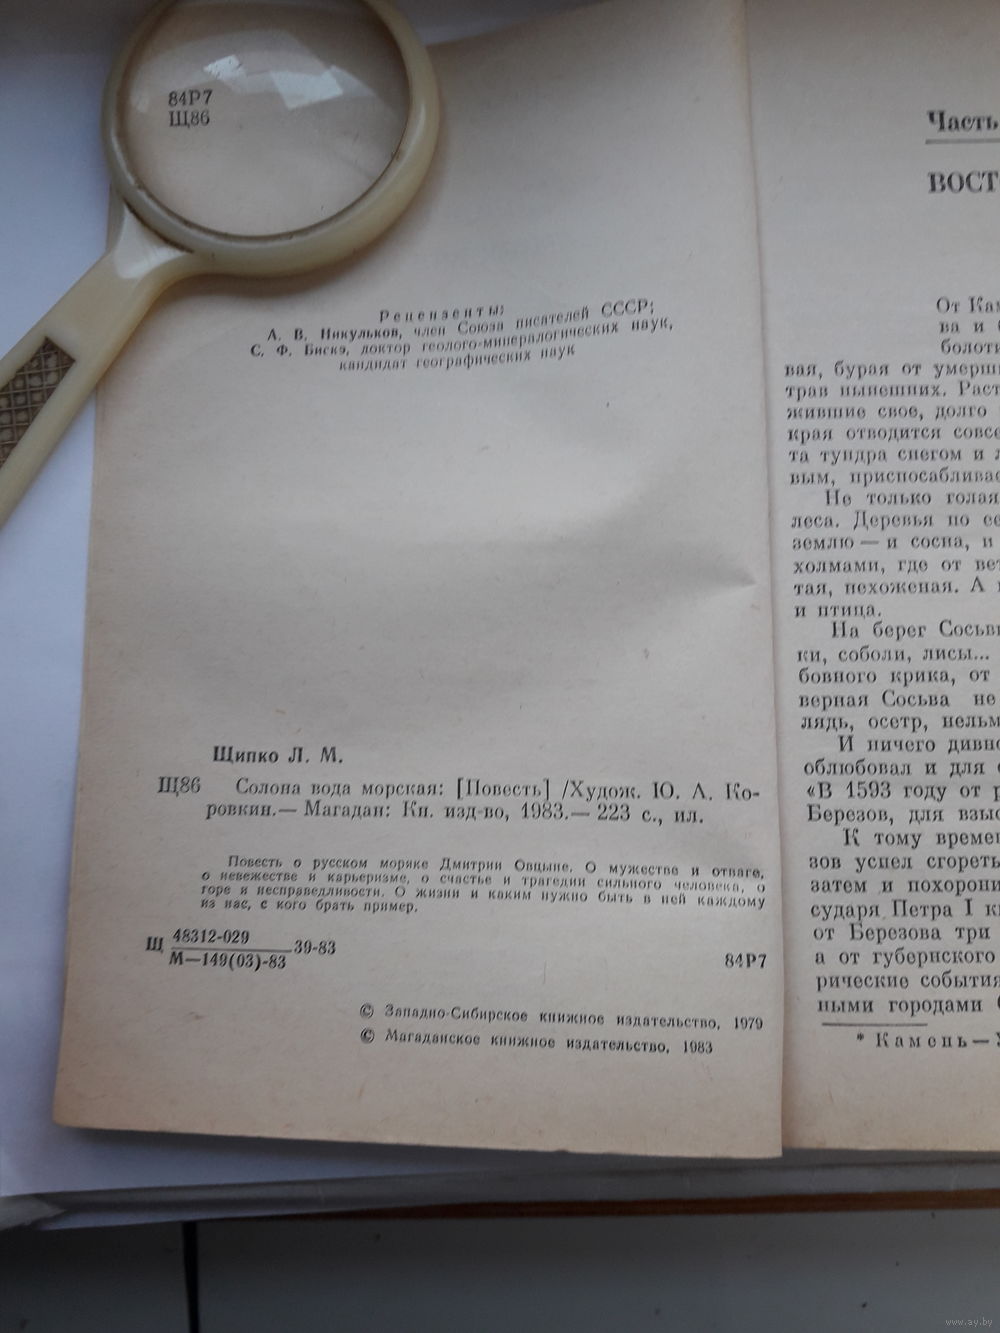 84Р7
Щ86
Рецензенты:
А. В. Никульков, член Союза писателей СССР;
С. Ф. Бискэ, доктор геолого-минералогических наук,
кандидат географических наук
Щипко Л. М.
Щ86 Солона вода морская: [Повесть] /Худож. Ю. А. Ко-
ровкин.— Магадан: Кн. изд-во, 1983.— 223 с., ил.
Повесть о русском моряке Дмитрии Овцыне. О мужестве и отваге,
о невежестве и карьеризме, о счастье и трагедии сильного человека, о
горе и несправедливости. О жизни и каким нужно быть в ней каждому
из нас, с кого брать пример.
Щ 48312-029
М—149(03)-83 39-83
84Р7
© Западно-Сибирское книжное издательство, 1979
© Магаданское книжное издательство, 1983
Часть
ВОСТ
От Кам
ва и
болоти
вая, бурая от умерш
трав нынешних. Раст
жившие свое, долго
края отводится совсе
та тундра снегом и
вым, приспосабливае
Не только голая
леса. Деревья по се
землю — и сосна, и
холмами, где от вет
тая, нехоженая. А
и птица.
На берег Сосьв
ки, соболи, лисы...
бовного крика, от
верная Сосьва не
лядь, осетр, нельм
И ничего дивно
облюбовал и для
«В 1593 году от р
Березов, для взыс
К тому времен
зов успел сгореть
затем и похорони
сударя Петра I к
от Березова три
а от губернского
рические события
ными городами
* Камень —
www.ay.by